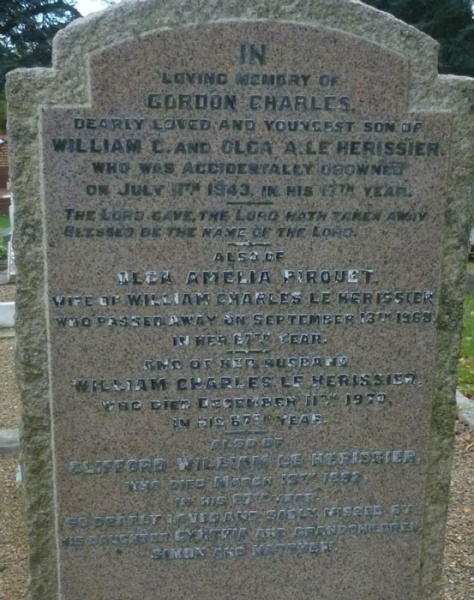 IN
LOVING MEMORY OF
GORDON CHARLES.
DEARLY LOVED AND YOUNGEST SON OF
WILLIAM C. AND OLGA A. LE HERISSIER.
WHO WAS ACCIDENTALLY DROWNED
ON JULY 11TH 1943, IN HIS 17TH YEAR.
THE LORD GAVE, THE LORD HATH TAKEN AWAY
BLESSED BE THE NAME OF THE LORD.
ALSO OF
OLGA AMELIA PIROUET.
WIFE OF WILLIAM CHARLES LE HERISSIER
WHO PASSED AWAY ON SEPTEMBER 13TH
IN HER YEAR.
AND OF HER HUSBAND
WILLIAM CHARLES LE HERISSIER.
WHO DIED DECEMBER 11TH
IN HIS YEAR.
ALSO OF
CLIFFORD WILLIAM LE HERISSIER.
WHO DIED MARCH
IN HIS YEAR.
SO DEARLY LOVED AND SADLY MISSED BY
HIS DAUGHTER CYNTHIA AND GRANDCHILDREN
SIMON AND MATTHEW.